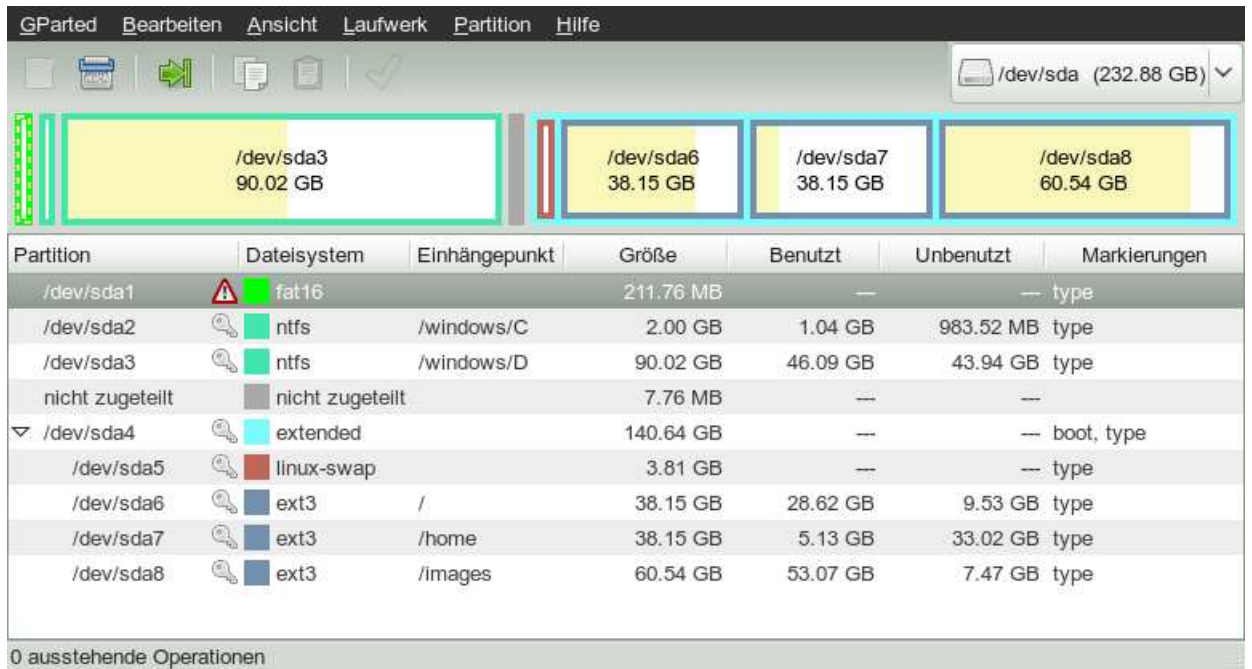 GParted Bearbeiten Ansicht Laufwerk Partition Hilfe
/dev/sda (232.88 GB)
/dev/sda3
90.02 GB
/dev/sda6
38.15 GB
/dev/sda7
38.15 GB
/dev/sda8
60.54 GB
Partition Dateisystem Einhängepunkt Größe Benutzt Unbenutzt Markierungen
/dev/sda1 fat16 211.76 MB --- --- type
/dev/sda2 ntfs /windows/C 2.00 GB 1.04 GB 983.52 MB type
/dev/sda3 ntfs /windows/D 90.02 GB 46.09 GB 43.94 GB type
nicht zugeteilt nicht zugeteilt 7.76 MB --- ---
/dev/sda4 extended 140.64 GB --- --- boot, type
/dev/sda5 linux-swap 3.81 GB --- --- type
/dev/sda6 ext3 / 38.15 GB 28.62 GB 9.53 GB type
/dev/sda7 ext3 /home 38.15 GB 5.13 GB 33.02 GB type
/dev/sda8 ext3 /images 60.54 GB 53.07 GB 7.47 GB type
0 ausstehende Operationen